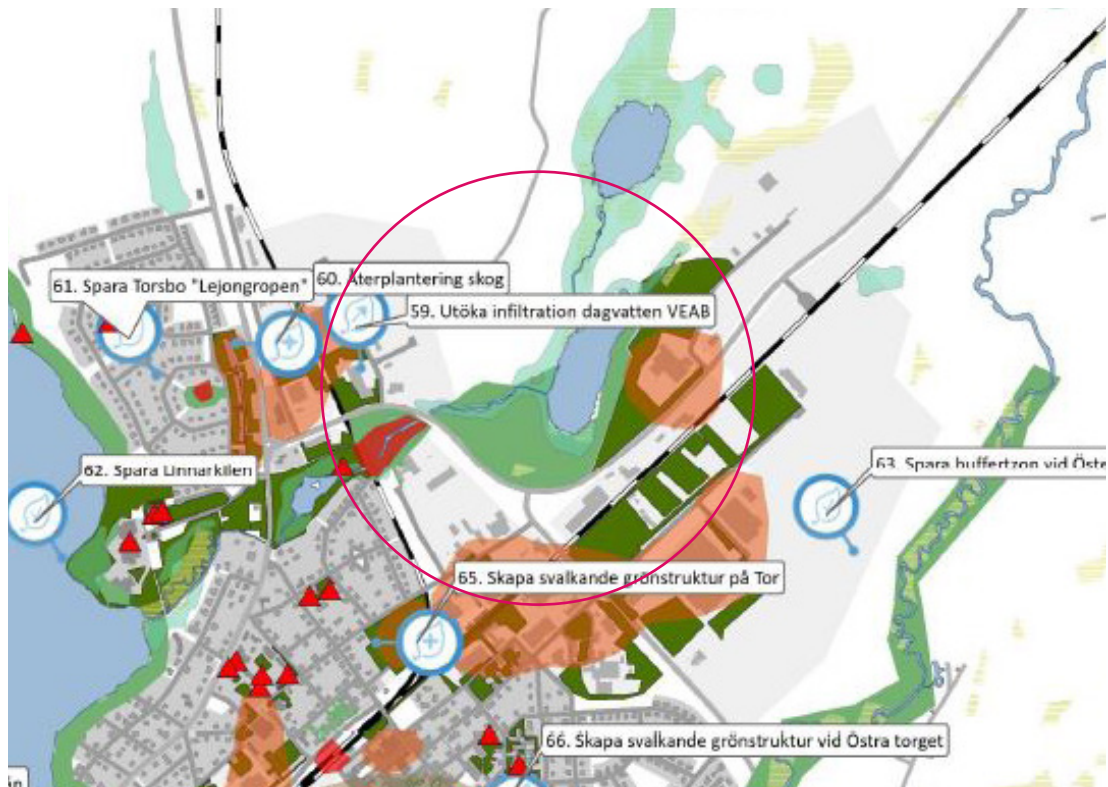 60. Återplantering skog
61. Spara Torsbo "Lejongropen"
59. Utöka infiltration dagvatten VEAB
62. Spara Linnarkilen
63. Spara buffertzon vid Öste
65. Skapa svalkande grönstruktur på Tor
66. Skapa svalkande grönstruktur vid Östra torget